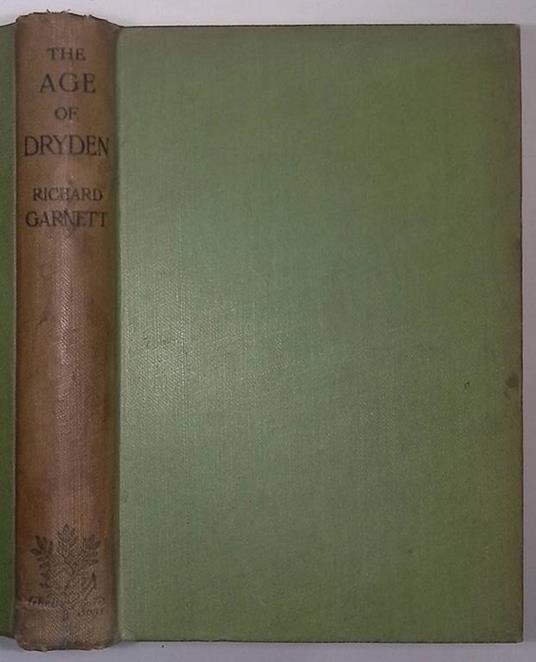 THE
AGE
OF
DRYDEN
RICHARD
GARNETT